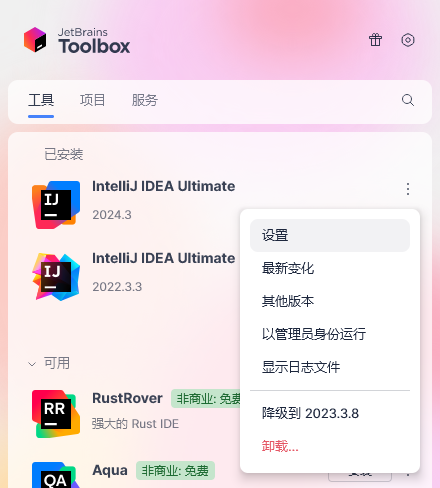 JetBrains
Toolbox
工具 项目 服务
已安装
IntelliJ IDEA Ultimate
2024.3
IntelliJ IDEA Ultimate
2022.3.3
设置
最新变化
其他版本
以管理员身份运行
显示日志文件
降级到 2023.3.8
卸载...
可用
RustRover 非商业: 免费
强大的 Rust IDE
Aqua 非商业: 免费
安装
IJ
IJ
RR
QA